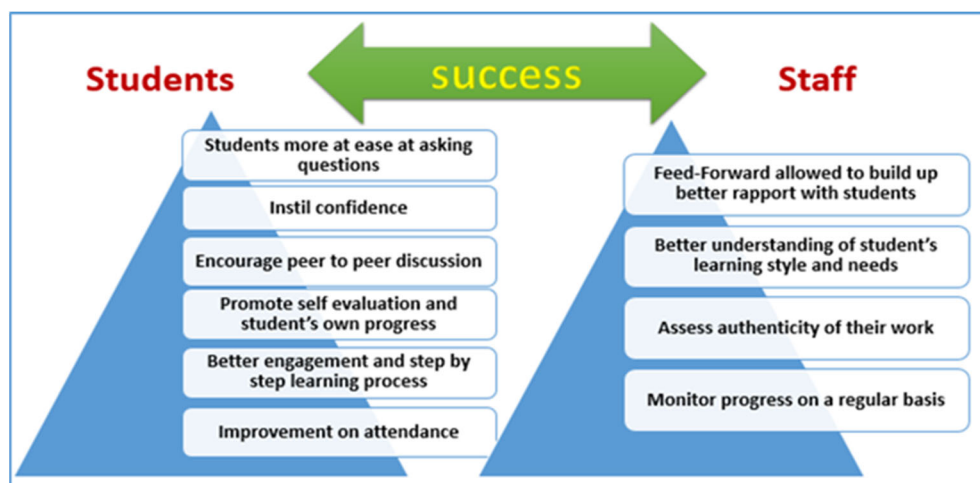 Students
success
Staff
Students more at ease at asking
questions
Instil confidence
Encourage peer to peer discussion
Promote self evaluation and
student's own progress
Better engagement and step by
step learning process
Improvement on attendance
Feed-Forward allowed to build up
better rapport with students
Better understanding of student's
learning style and needs
Assess authenticity of their work
Monitor progress on a regular basis